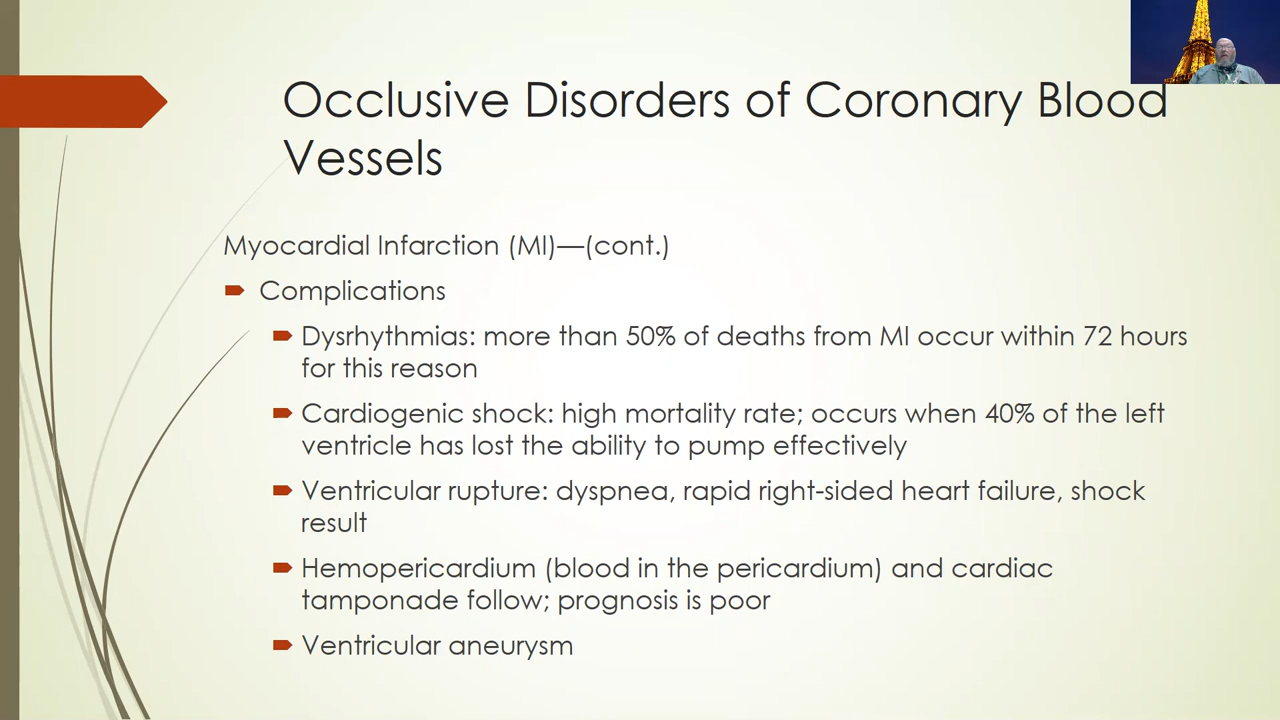 Occlusive Disorders of Coronary Blood
Vessels
Myocardial Infarction (MI)—(cont.)
Complications
Dysrhythmias: more than 50% of deaths from MI occur within 72 hours
for this reason
Cardiogenic shock: high mortality rate; occurs when 40% of the left
ventricle has lost the ability to pump effectively
Ventricular rupture: dyspnea, rapid right-sided heart failure, shock
result
Hemopericardium (blood in the pericardium) and cardiac
tamponade follow; prognosis is poor
Ventricular aneurysm